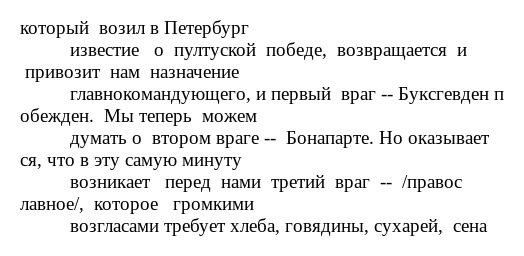 который возил в Петербург
известие о пултуской победе, возвращается и
привозит нам назначение
главнокомандующего, и первый враг -- Буксгевден п
обежден. Мы теперь можем
думать о втором враге -- Бонапарте. Но оказывает
ся, что в эту самую минуту
возникает перед нами третий враг -- /правос
лавное/, которое громкими
возгласами требует хлеба, говядины, сухарей, сена